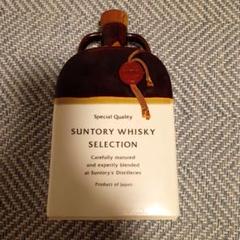 Special Quality
SUNTORY WHISKY
SELECTION
Carefully matured
and expertly blended
at Suntory's Distilleries
Product of Japan